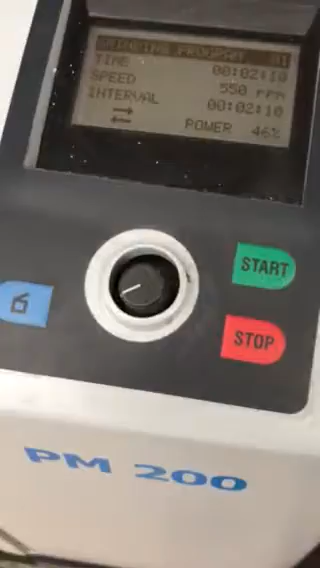 GRINDING PROGRAM 01
TIME 00:02:10
SPEED 550 rpm
INTERVAL 00:02:10
POWER 46%
START
STOP
PM 200